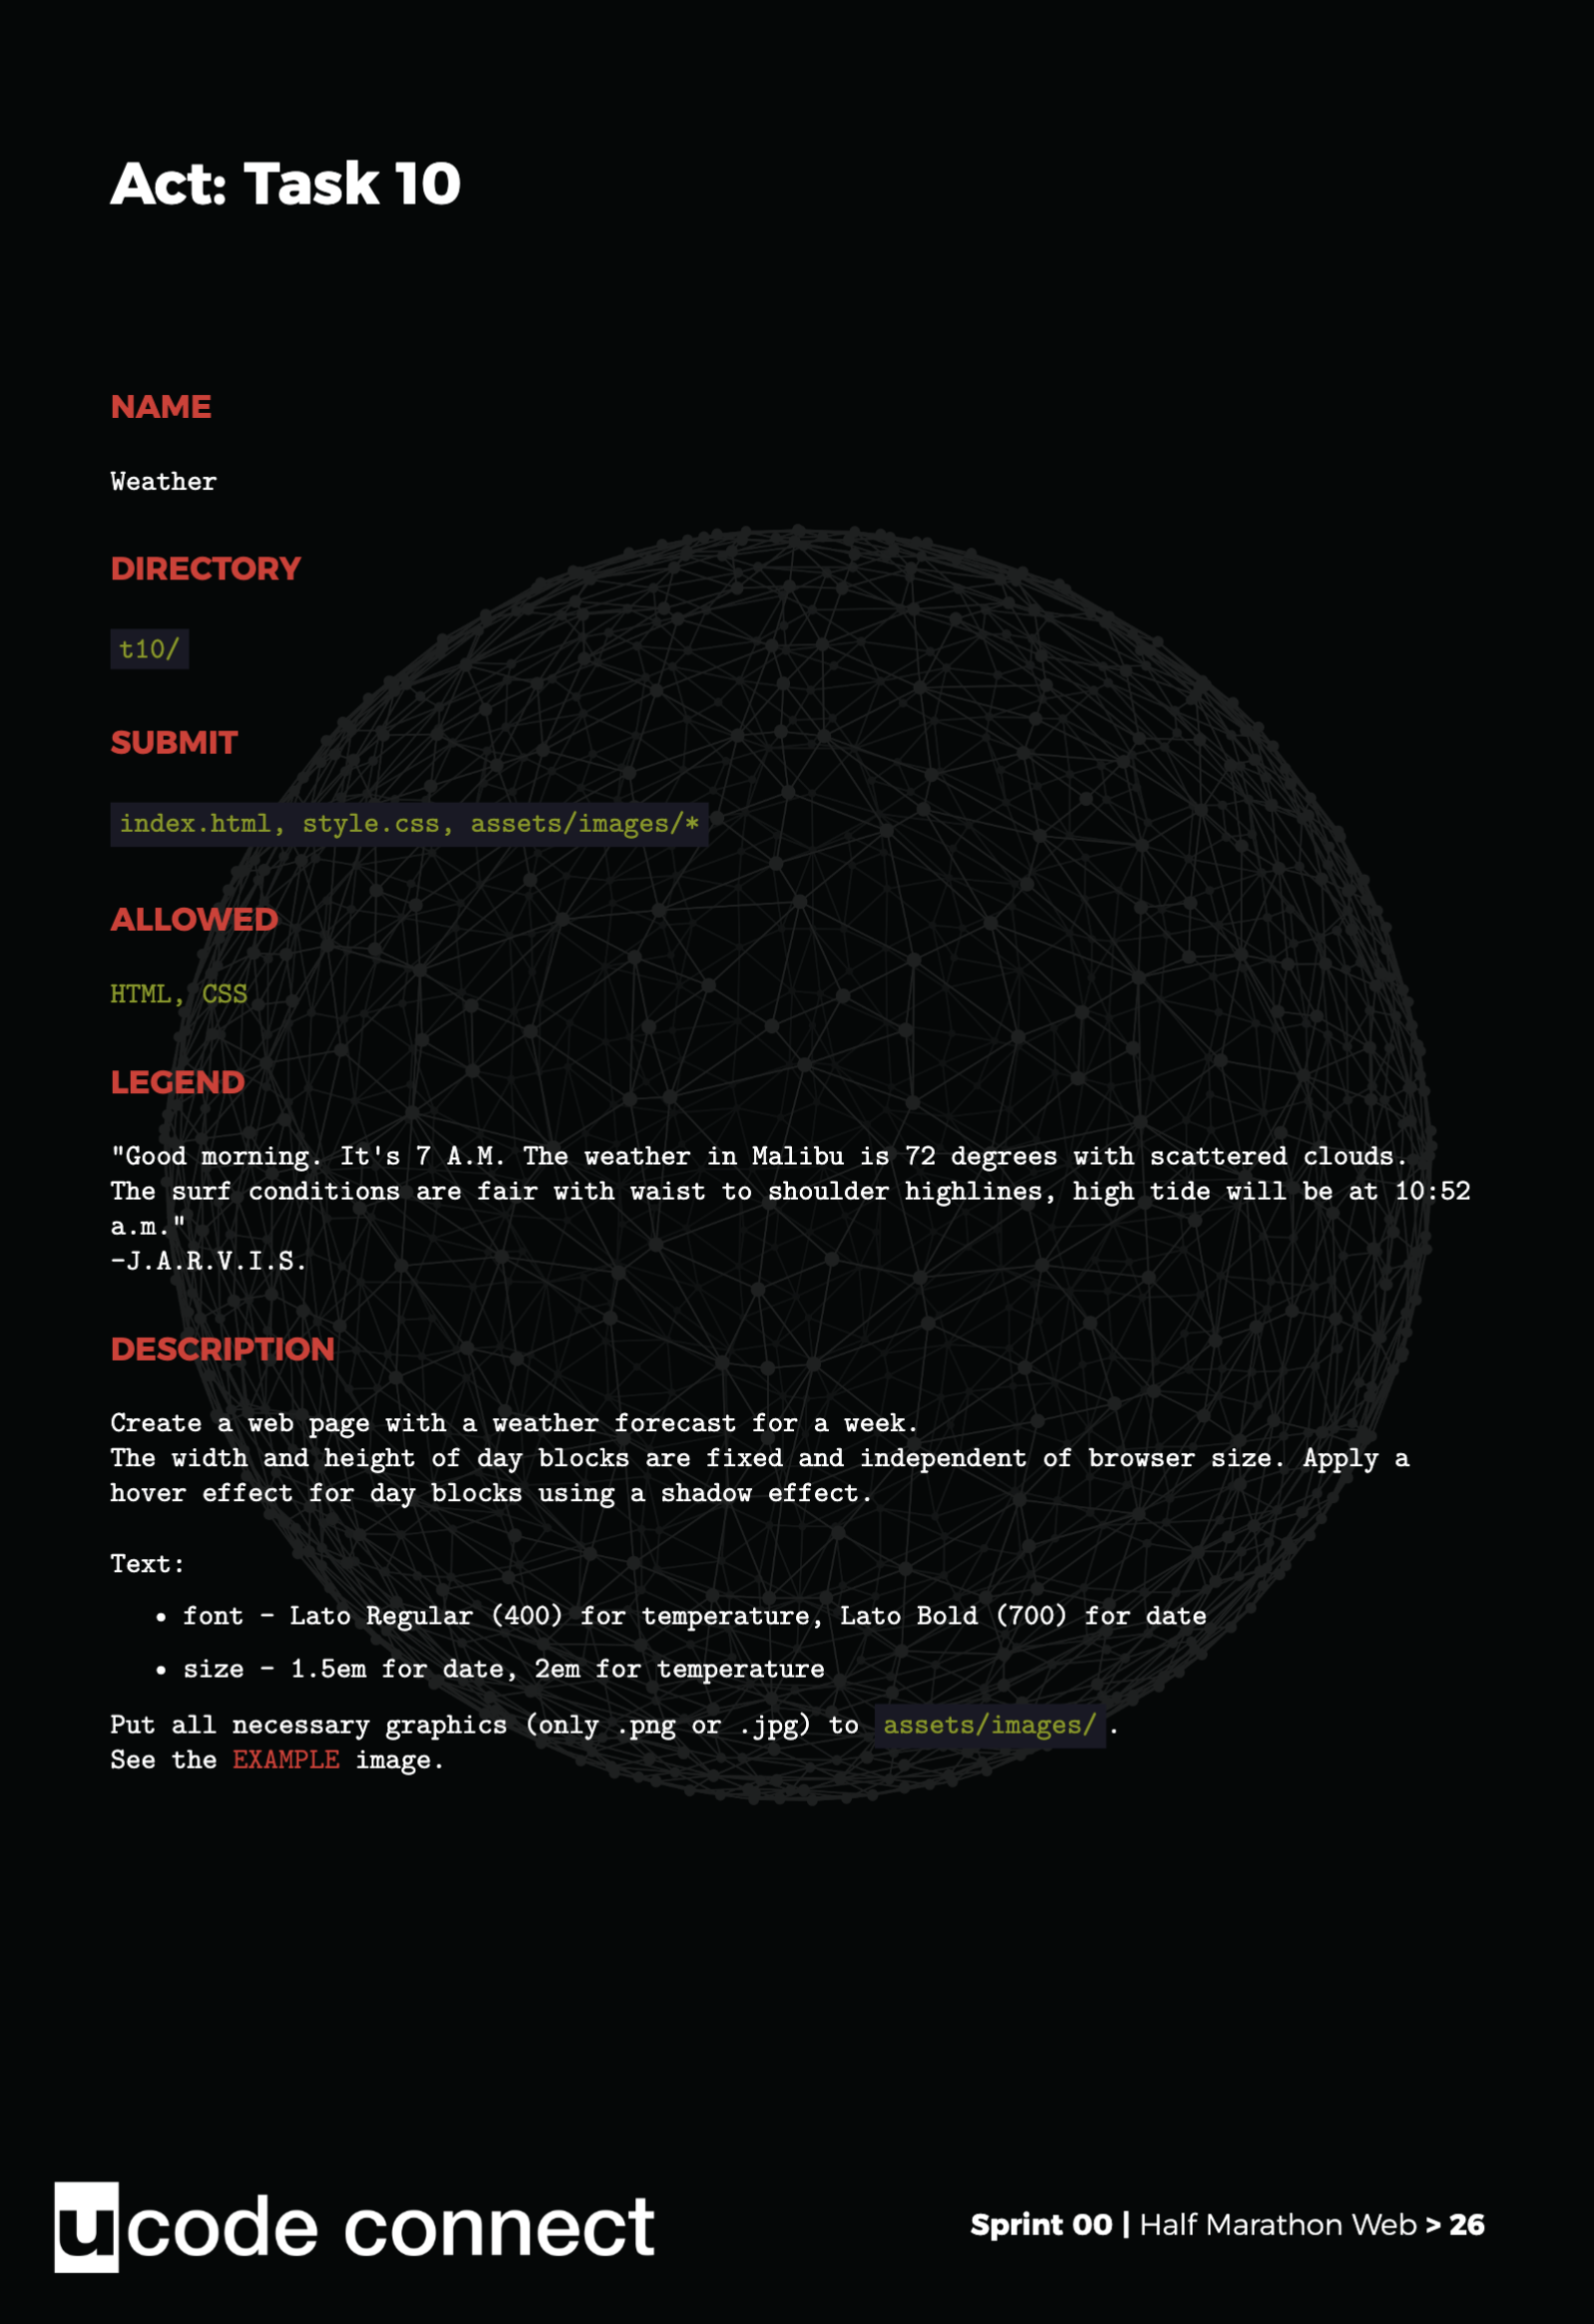 Act: Task 10
NAME
Weather
DIRECTORY
t10/
SUBMIT
index.html, style.css, assets/images/*
ALLOWED
HTML, CSS
LEGEND
"Good morning. It's 7 A.M. The weather in Malibu is 72 degrees with scattered clouds.
The surf conditions are fair with waist to shoulder highlines, high tide will be at 10:52
a.m."
-J.A.R.V.I.S.
DESCRIPTION
Create a web page with a weather forecast for a week.
The width and height of day blocks are fixed and independent of browser size. Apply a
hover effect for day blocks using a shadow effect.
Text:
• font - Lato Regular (400) for temperature, Lato Bold (700) for date
• size - 1.5em for date, 2em for temperature
Put all necessary graphics (only .png or .jpg) to assets/images/.
See the EXAMPLE image.
ucode connect
Sprint 00 | Half Marathon Web > 26